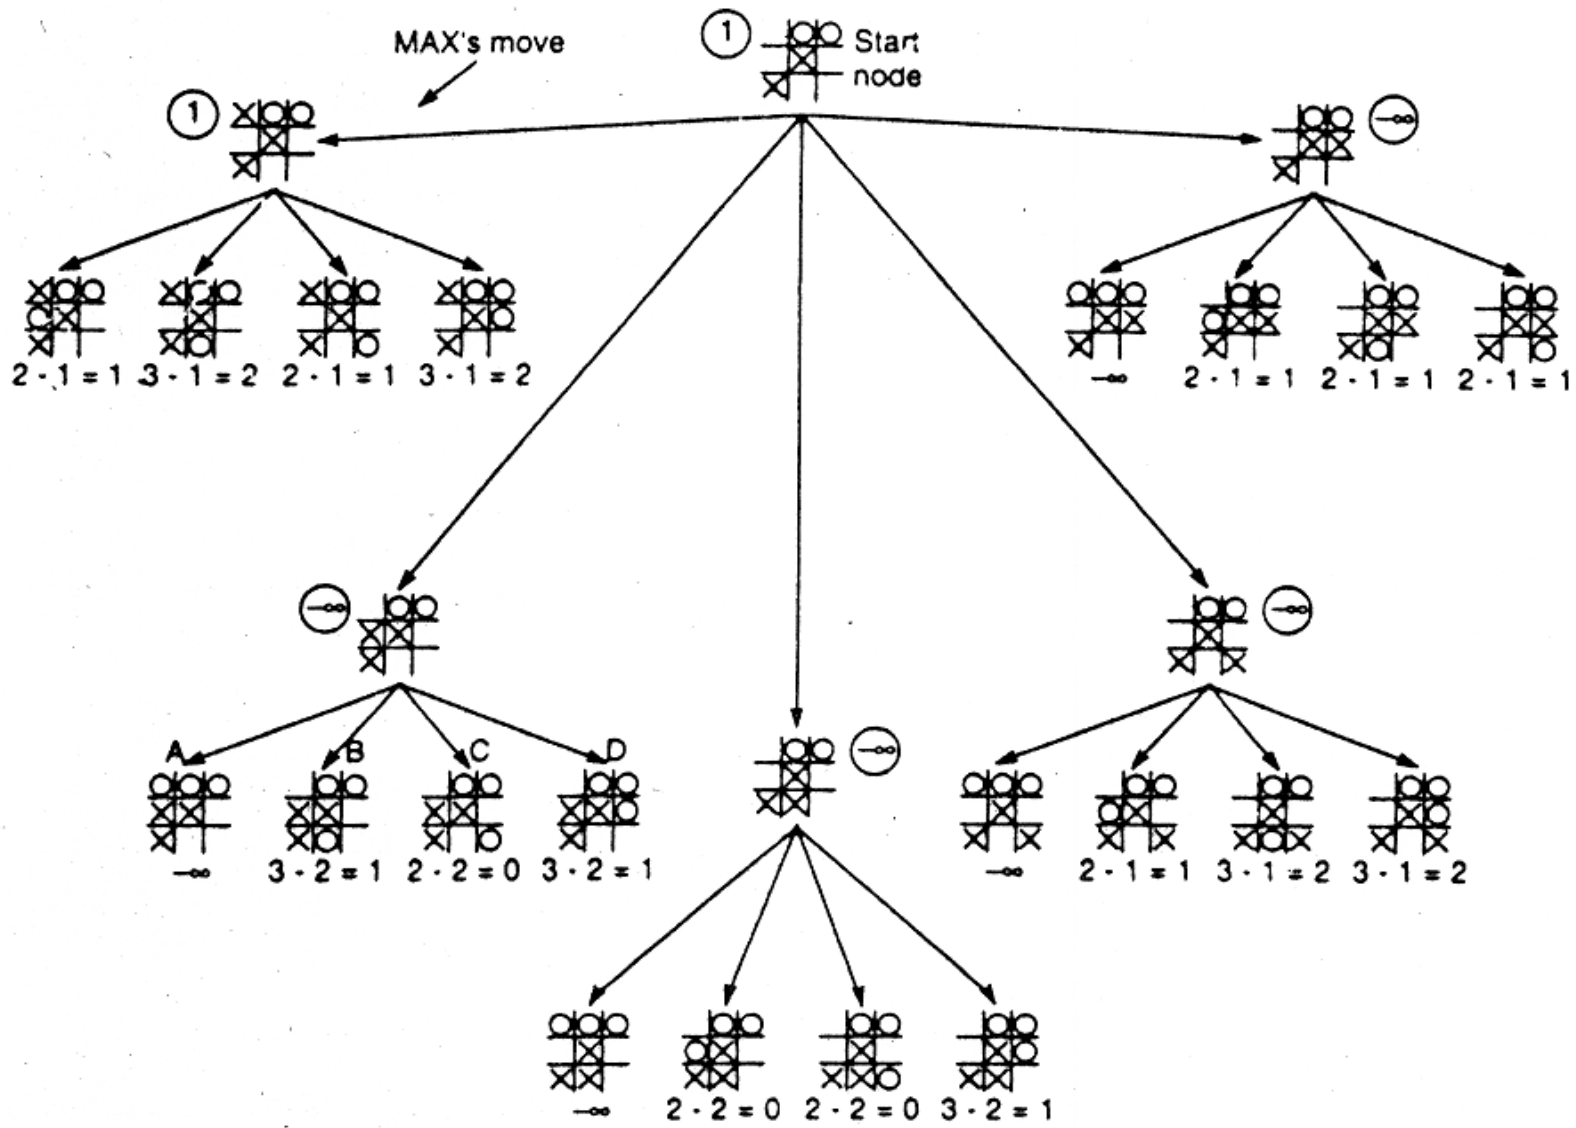 MAX's move
1
Start
node
1
−∞
2 - 1 = 1
3 - 1 = 2
2 - 1 = 1
3 - 1 = 2
−∞
2 - 1 = 1
2 - 1 = 1
2 - 1 = 1
−∞
−∞
A
B
C
D
−∞
−∞
3 - 2 = 1
2 - 2 = 0
3 - 2 = 1
−∞
2 - 1 = 1
3 - 1 = 2
3 - 1 = 2
−∞
2 - 2 = 0
2 - 2 = 0
3 - 2 = 1